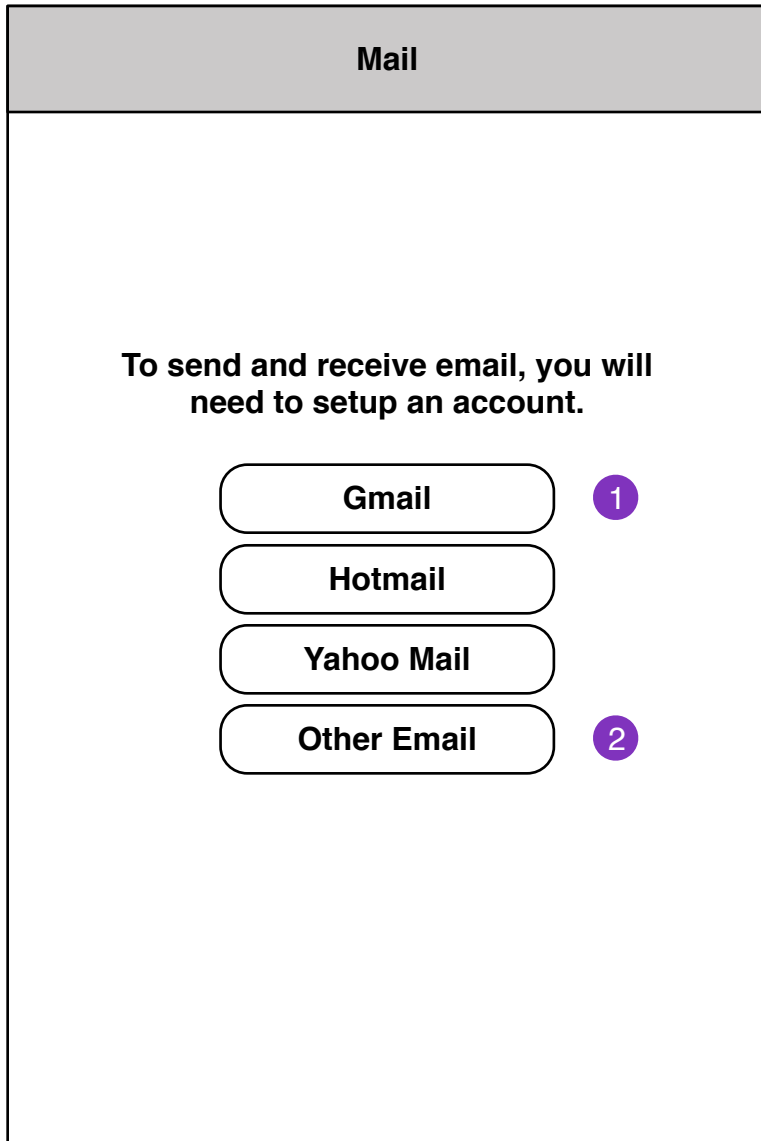 Mail
To send and receive email, you will
need to setup an account.
Gmail
1
Hotmail
Yahoo Mail
Other Email
2